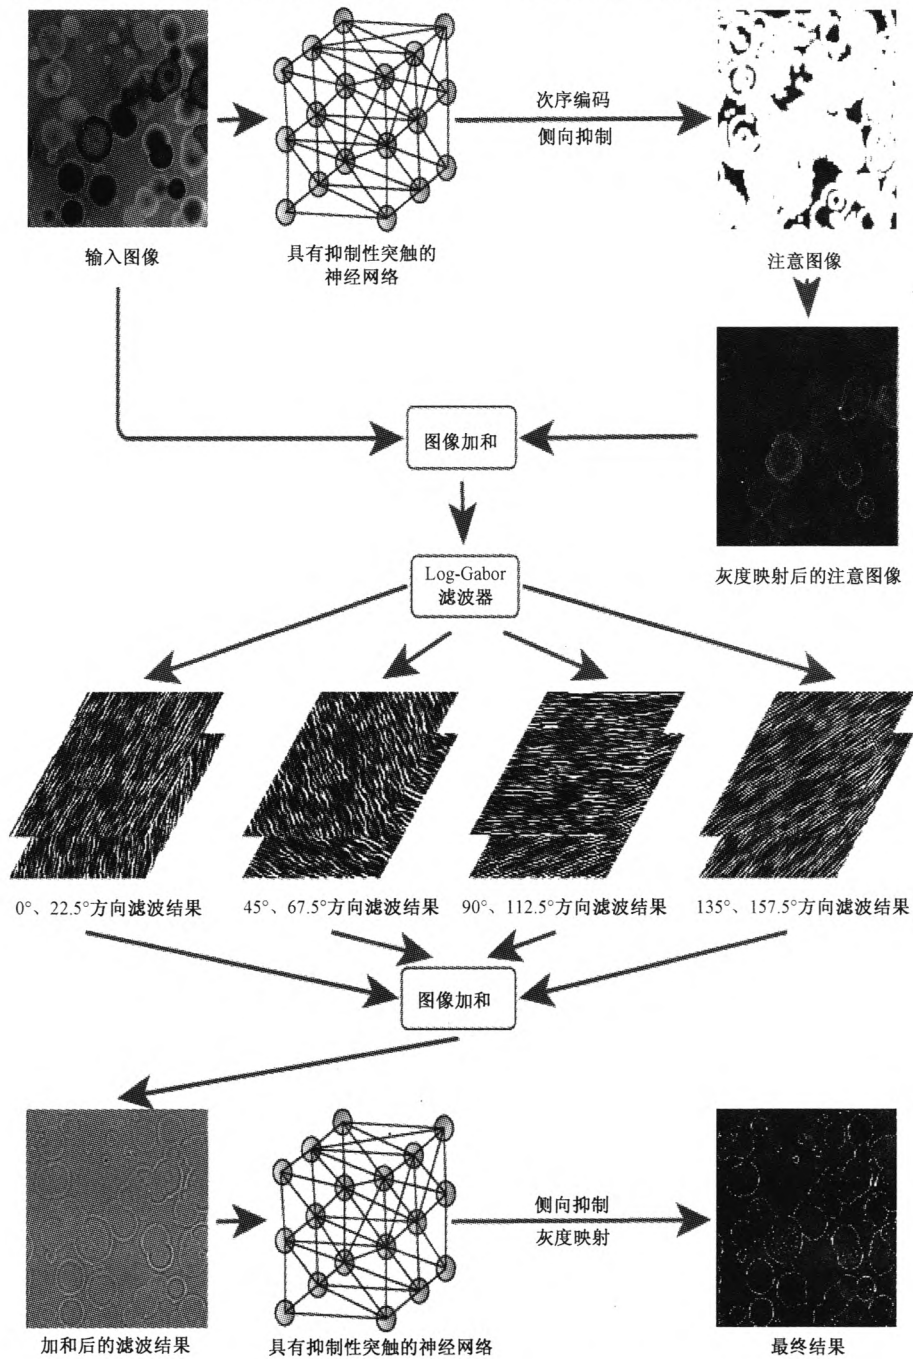 次序编码
侧向抑制
输入图像
具有抑制性突触的
神经网络
注意图像
图像加和
灰度映射后的注意图像
Log-Gabor
滤波器
0°、22.5°方向滤波结果
45°、67.5°方向滤波结果
90°、112.5°方向滤波结果
135°、157.5°方向滤波结果
图像加和
侧向抑制
灰度映射
加和后的滤波结果
具有抑制性突触的神经网络
最终结果